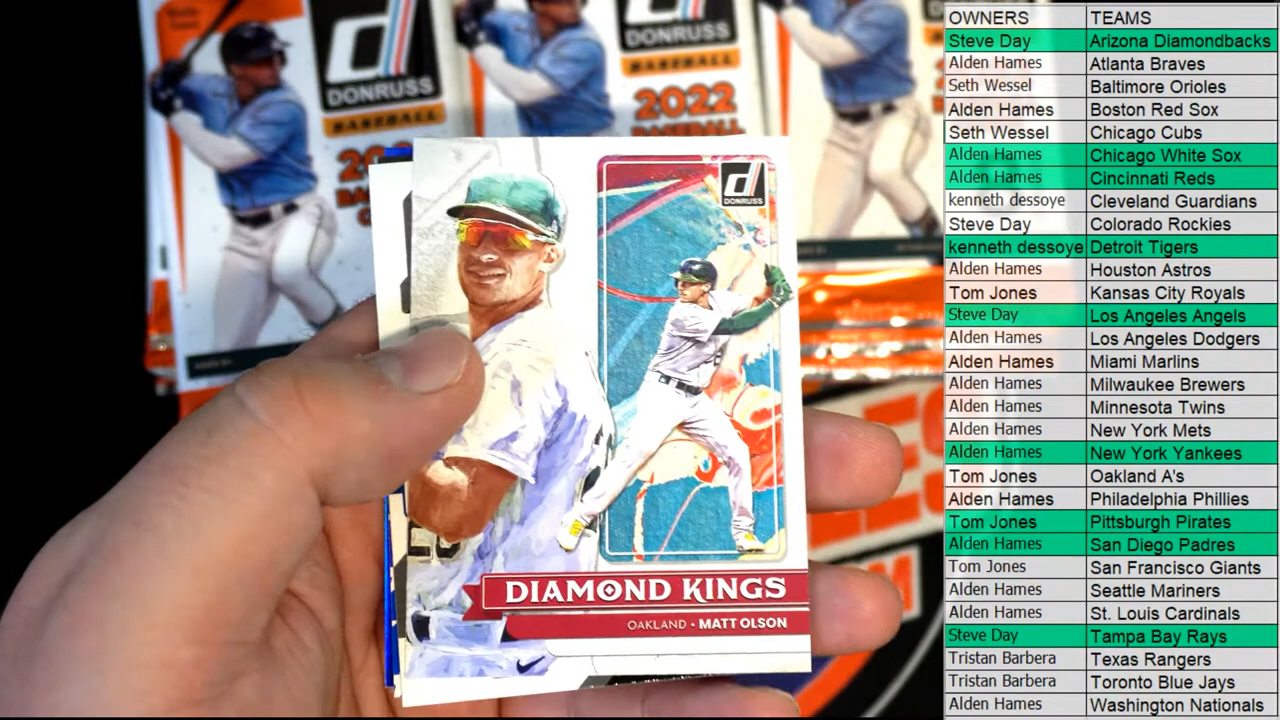 DONRUSS
BASEBALL
DONRUSS
BASEBALL
2022
BASEBALL
DONRUSS
DIAMOND KINGS
OAKLAND • MATT OLSON
OWNERS TEAMS
Steve Day Arizona Diamondbacks
Alden Hames Atlanta Braves
Seth Wessel Baltimore Orioles
Alden Hames Boston Red Sox
Seth Wessel Chicago Cubs
Alden Hames Chicago White Sox
Alden Hames Cincinnati Reds
kenneth dessoye Cleveland Guardians
Steve Day Colorado Rockies
kenneth dessoye Detroit Tigers
Alden Hames Houston Astros
Tom Jones Kansas City Royals
Steve Day Los Angeles Angels
Alden Hames Los Angeles Dodgers
Alden Hames Miami Marlins
Alden Hames Milwaukee Brewers
Alden Hames Minnesota Twins
Alden Hames New York Mets
Alden Hames New York Yankees
Tom Jones Oakland A's
Alden Hames Philadelphia Phillies
Tom Jones Pittsburgh Pirates
Alden Hames San Diego Padres
Tom Jones San Francisco Giants
Alden Hames Seattle Mariners
Alden Hames St. Louis Cardinals
Steve Day Tampa Bay Rays
Tristan Barbera Texas Rangers
Tristan Barbera Toronto Blue Jays
Alden Hames Washington Nationals